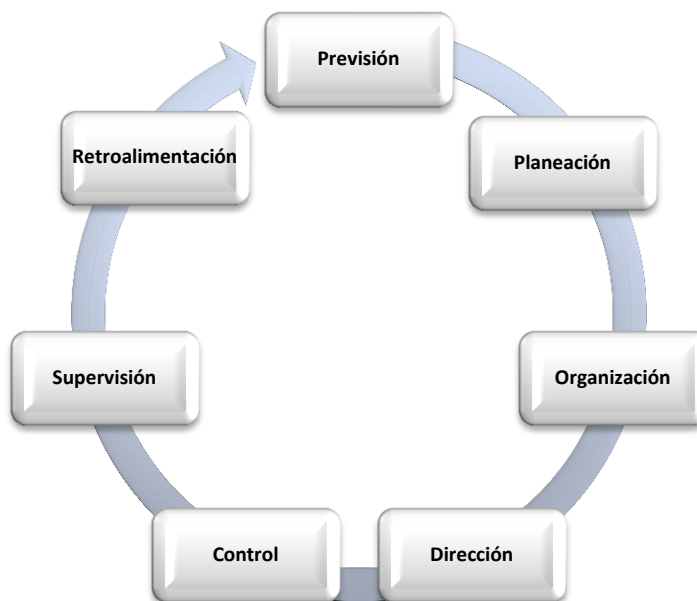 Previsión
Planeación
Organización
Dirección
Control
Supervisión
Retroalimentación